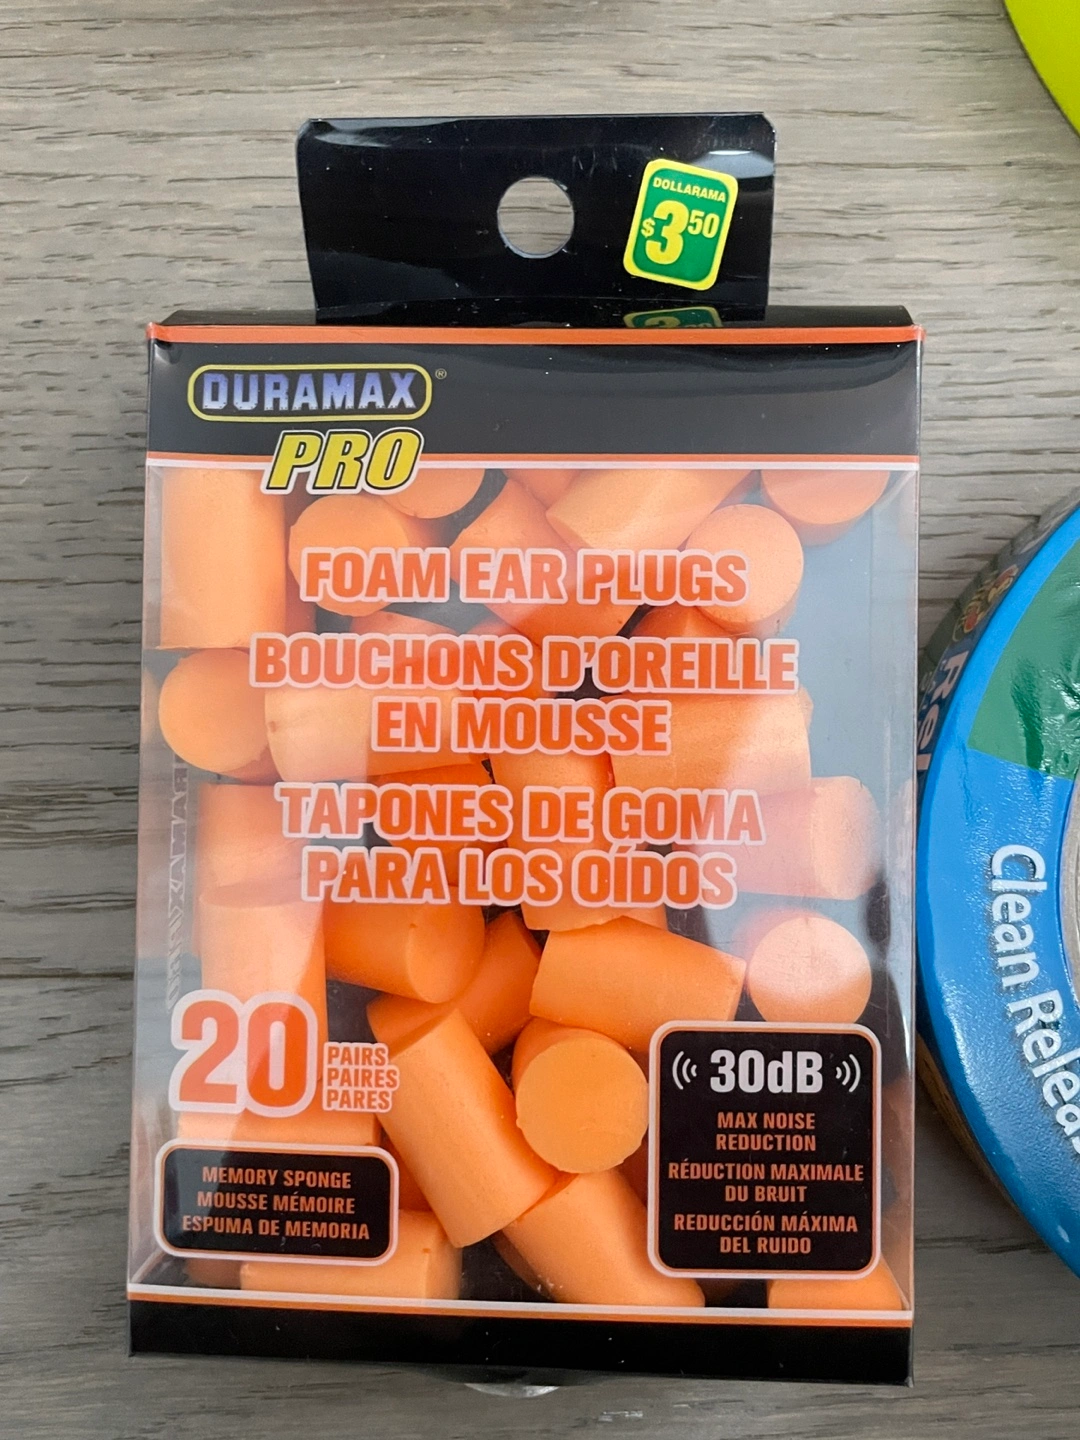 DOLLARAMA
$3.50
DURAMAX®
PRO
FOAM EAR PLUGS
BOUCHONS D'OREILLE
EN MOUSSE
TAPONES DE GOMA
PARA LOS OÍDOS
20 PAIRS
PAIRES
PARES
MEMORY SPONGE
MOUSSE MÉMOIRE
ESPUMA DE MEMORIA
30dB
MAX NOISE
REDUCTION
RÉDUCTION MAXIMALE
DU BRUIT
REDUCCIÓN MÁXIMA
DEL RUIDO
DURAMAX
Clean